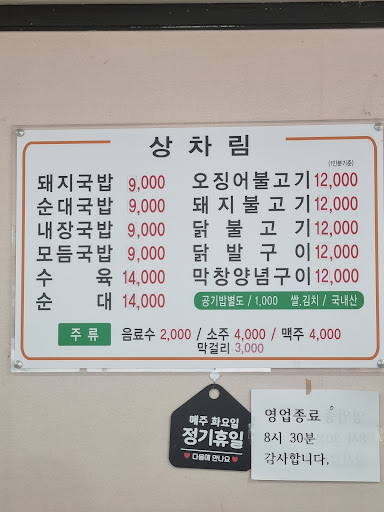 상차림
(1인분기준)
돼지국밥 9,000
순대국밥 9,000
내장국밥 9,000
모듬국밥 9,000
수육 14,000
순대 14,000
오징어불고기 12,000
돼지불고기 12,000
닭불고기 12,000
닭발구이 12,000
막창양념구이 12,000
공기밥별도 / 1,000 쌀,김치 / 국내산
주류 음료수 2,000 / 소주 4,000 / 맥주 4,000
막걸리 3,000
매주 화요일
정기휴일
다음에 만나요
영업종료
8시 30분
감사합니다.